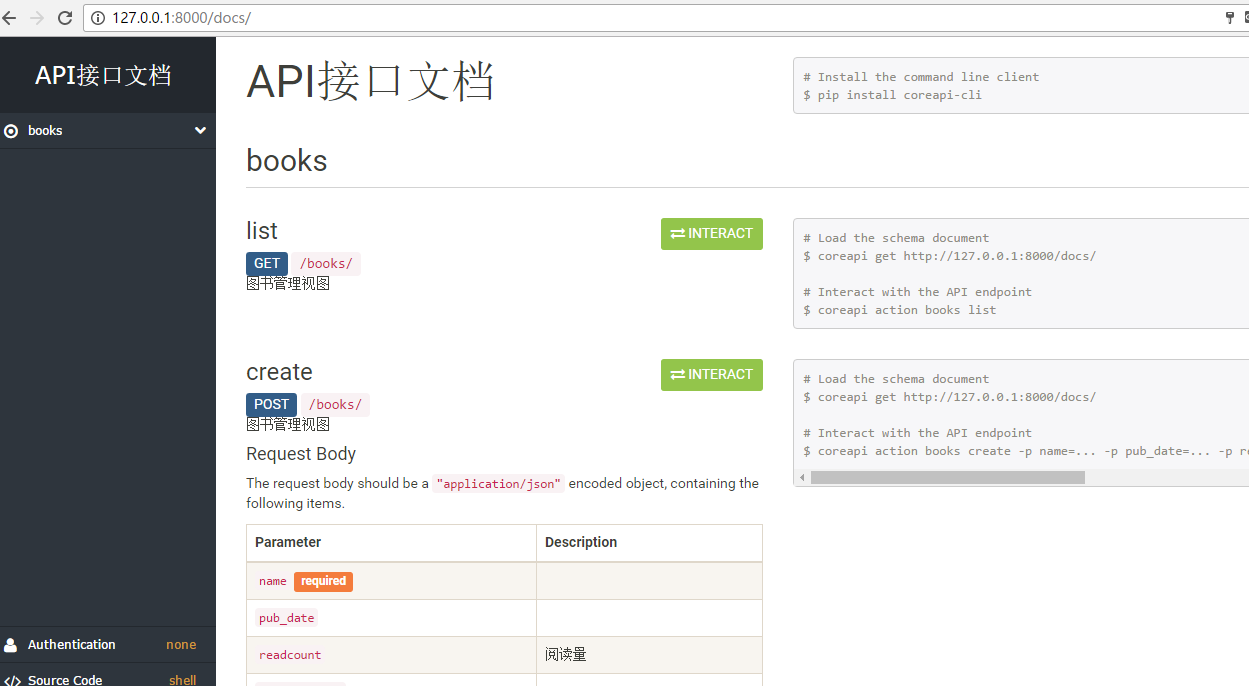 127.0.0.1:8000/docs/
API接口文档
books
Authentication none
Source Code shell
API接口文档
# Install the command line client
$ pip install coreapi-cli
books
list
INTERACT
GET /books/
图书管理视图
# Load the schema document
$ coreapi get http://127.0.0.1:8000/docs/
# Interact with the API endpoint
$ coreapi action books list
create
INTERACT
POST /books/
图书管理视图
# Load the schema document
$ coreapi get http://127.0.0.1:8000/docs/
# Interact with the API endpoint
$ coreapi action books create -p name=... -p pub_date=... -p re
Request Body
The request body should be a "application/json" encoded object, containing the
following items.
Parameter Description
name required
pub_date
readcount 阅读量